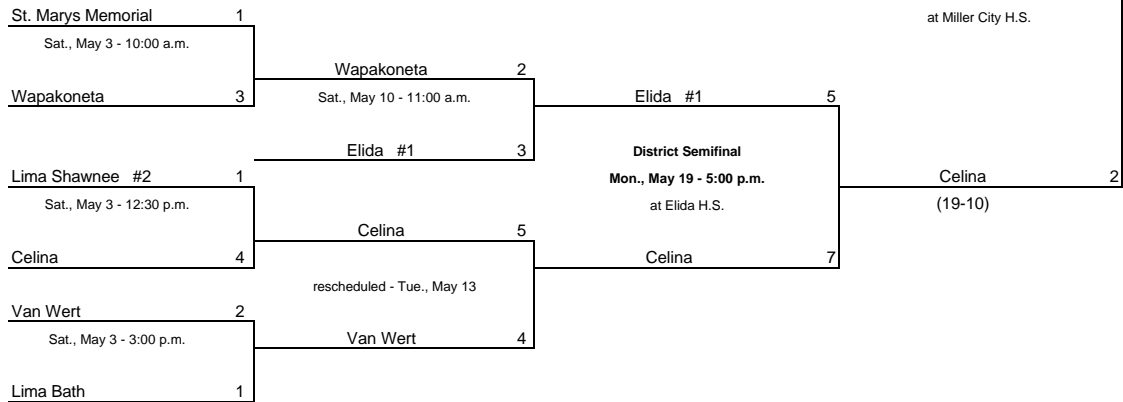 St. Marys Memorial 1
at Miller City H.S.
Sat., May 3 - 10:00 a.m.
Wapakoneta 2
Wapakoneta 3
Sat., May 10 - 11:00 a.m.
Elida #1 5
Elida #1 3
District Semifinal
Lima Shawnee #2 1
Mon., May 19 - 5:00 p.m.
Celina 2
Sat., May 3 - 12:30 p.m.
at Elida H.S.
(19-10)
Celina 5
Celina 4
Celina 7
rescheduled - Tue., May 13
Van Wert 2
Sat., May 3 - 3:00 p.m.
Van Wert 4
Lima Bath 1